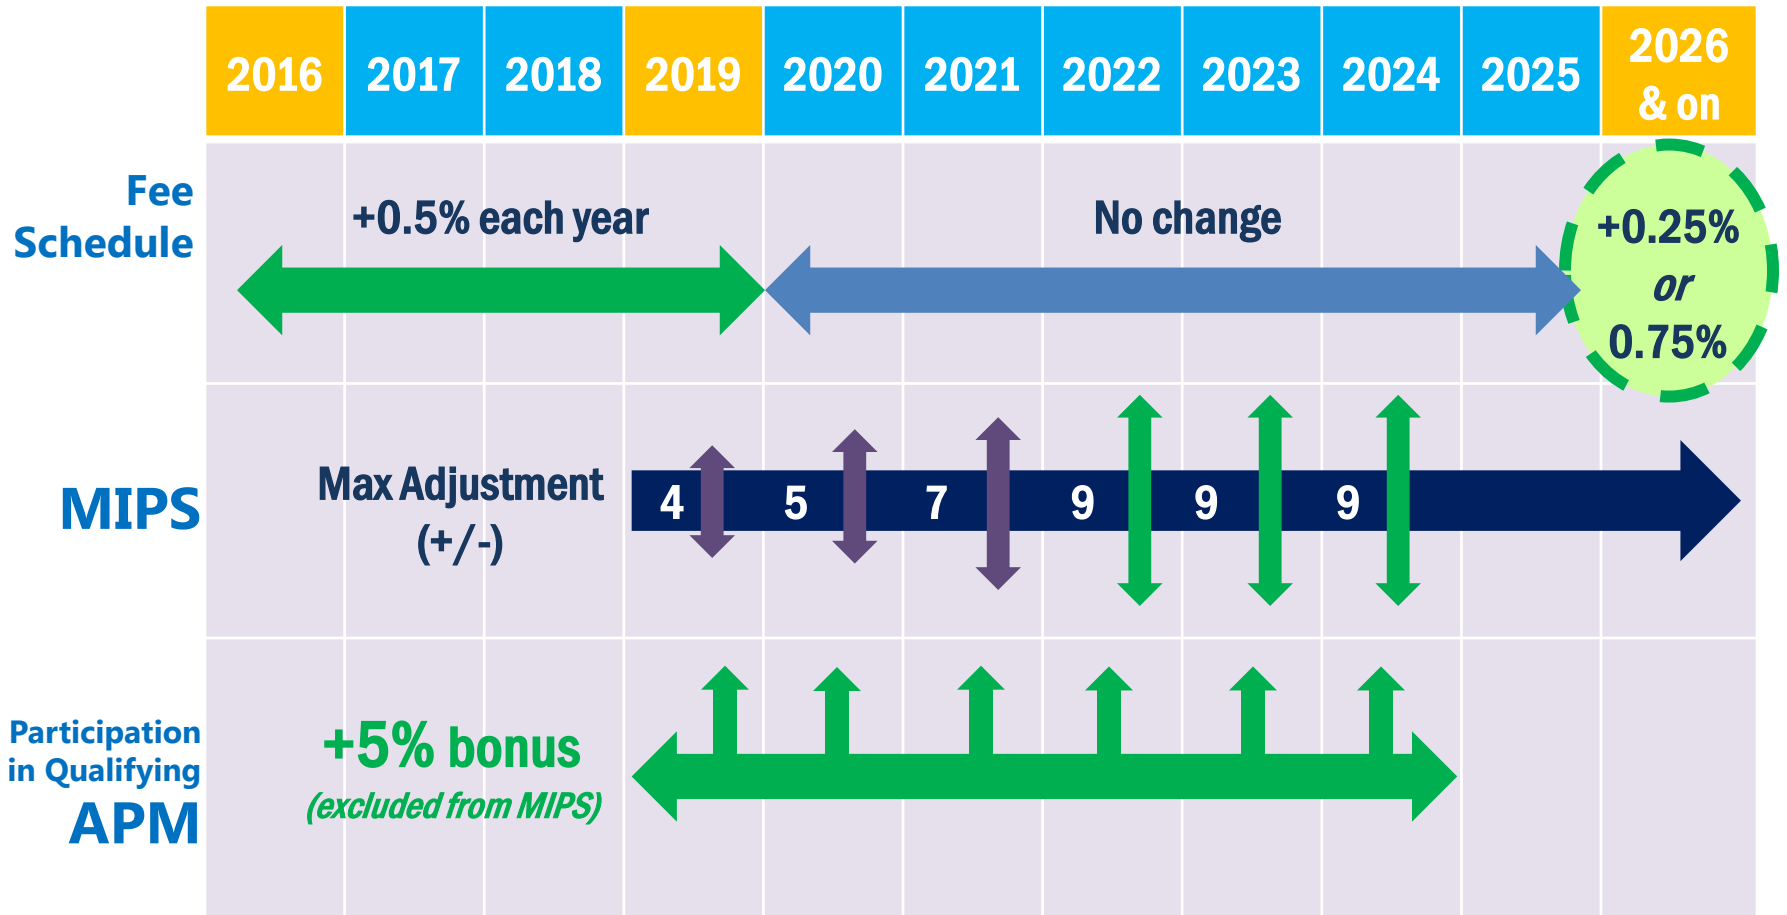 2016 2017 2018 2019 2020 2021 2022 2023 2024 2025 2026
& on
Fee
Schedule
+0.5% each year
No change
+0.25%
or
0.75%
MIPS
Max Adjustment
(+/-)
4 5 7 9 9 9
Participation
in Qualifying
APM
+5% bonus
(excluded from MIPS)